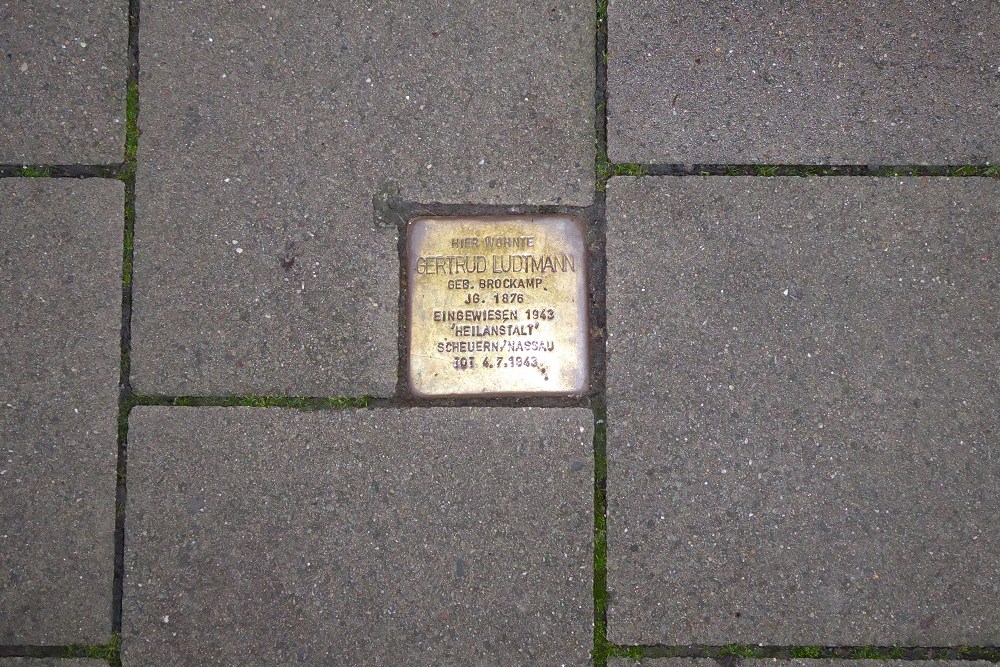 HIER WOHNTE
GERTRUD LUDTMANN
GEB. BROCKAMP
JG. 1876
EINGEWIESEN 1943
'HEILANSTALT'
SCHEUERN/NASSAU
TOT 4.7.1943